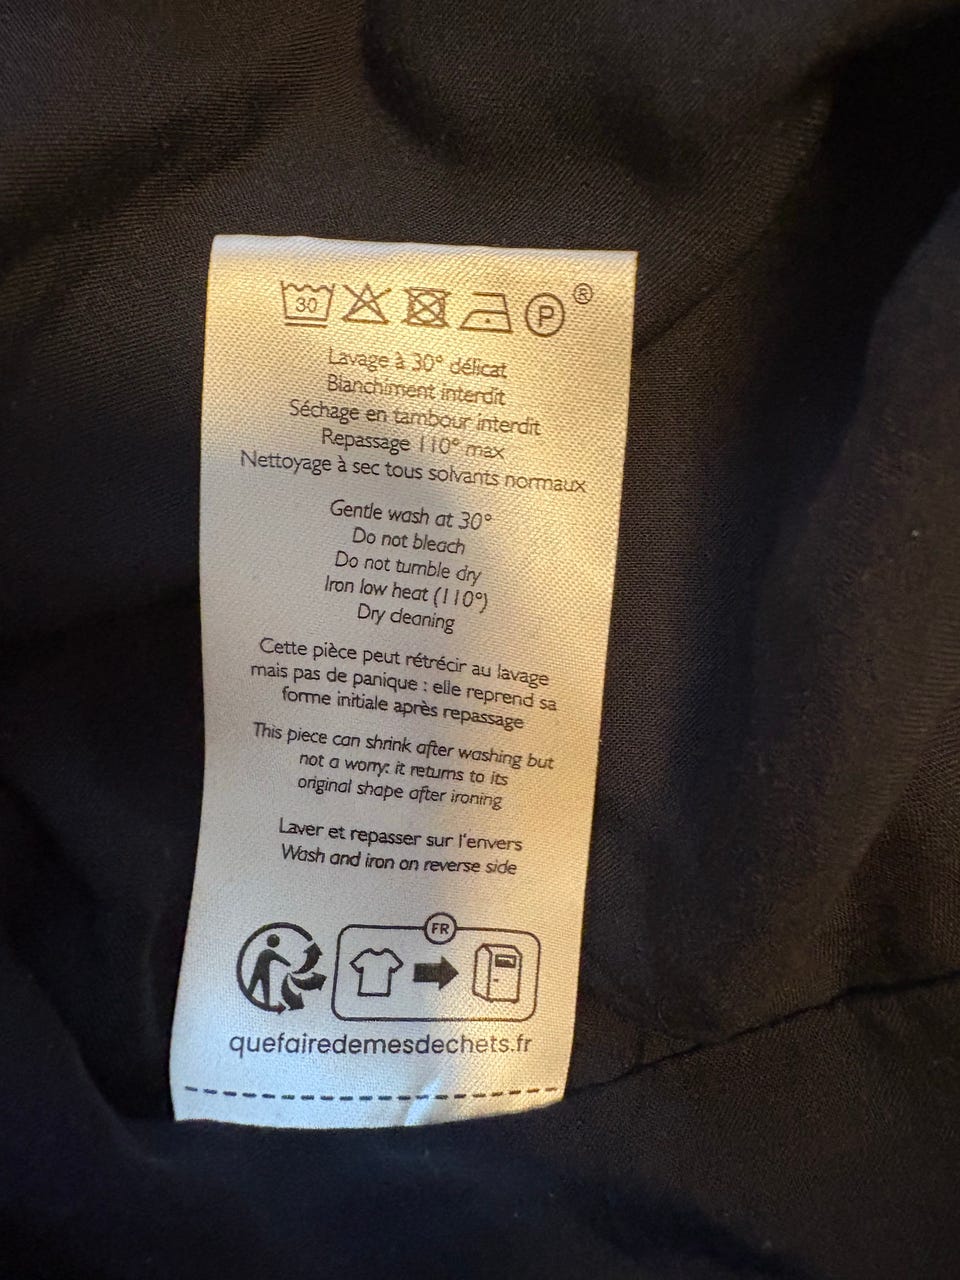 30 P ®
Lavage à 30° délicat
Blanchiment interdit
Séchage en tambour interdit
Repassage 110° max
Nettoyage à sec tous solvants normaux
Gentle wash at 30°
Do not bleach
Do not tumble dry
Iron low heat (110°)
Dry cleaning
Cette pièce peut rétrécir au lavage
mais pas de panique : elle reprend sa
forme initiale après repassage
This piece can shrink after washing but
not a worry: it returns to its
original shape after ironing
Laver et repasser sur l'envers
Wash and iron on reverse side
FR
quefairedemesdechets.fr